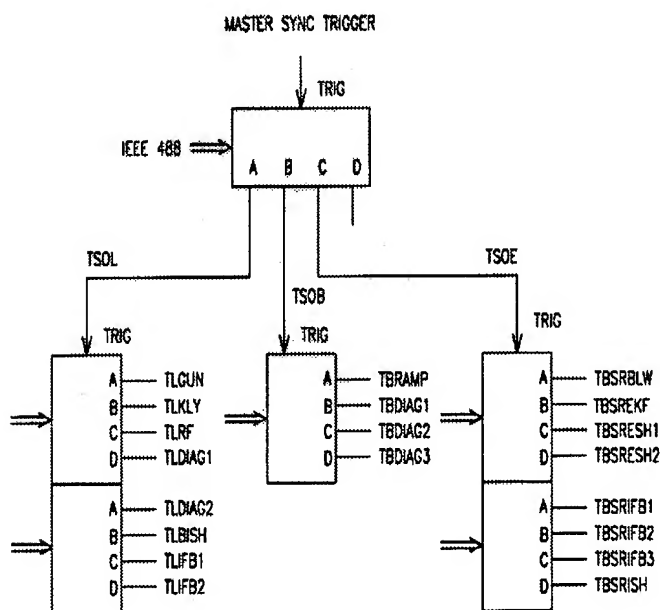 MASTER SYNC TRIGGER
TRIG
IEEE 488
A B C D
TSOL
TSOB
TSOE
TRIG
A TLGUN
B TLKLY
C TLRF
D TLDIAG1
A TLDIAG2
B TLBISH
C TLIFB1
D TLIFB2
TRIG
A TBRAMP
B TBDIAG1
C TBDIAG2
D TBDIAG3
TRIG
A TBSRBLW
B TBSREKF
C TBSRESH1
D TBSRESH2
A TBSRIFB1
B TBSRIFB2
C TBSRIFB3
D TBSRISH